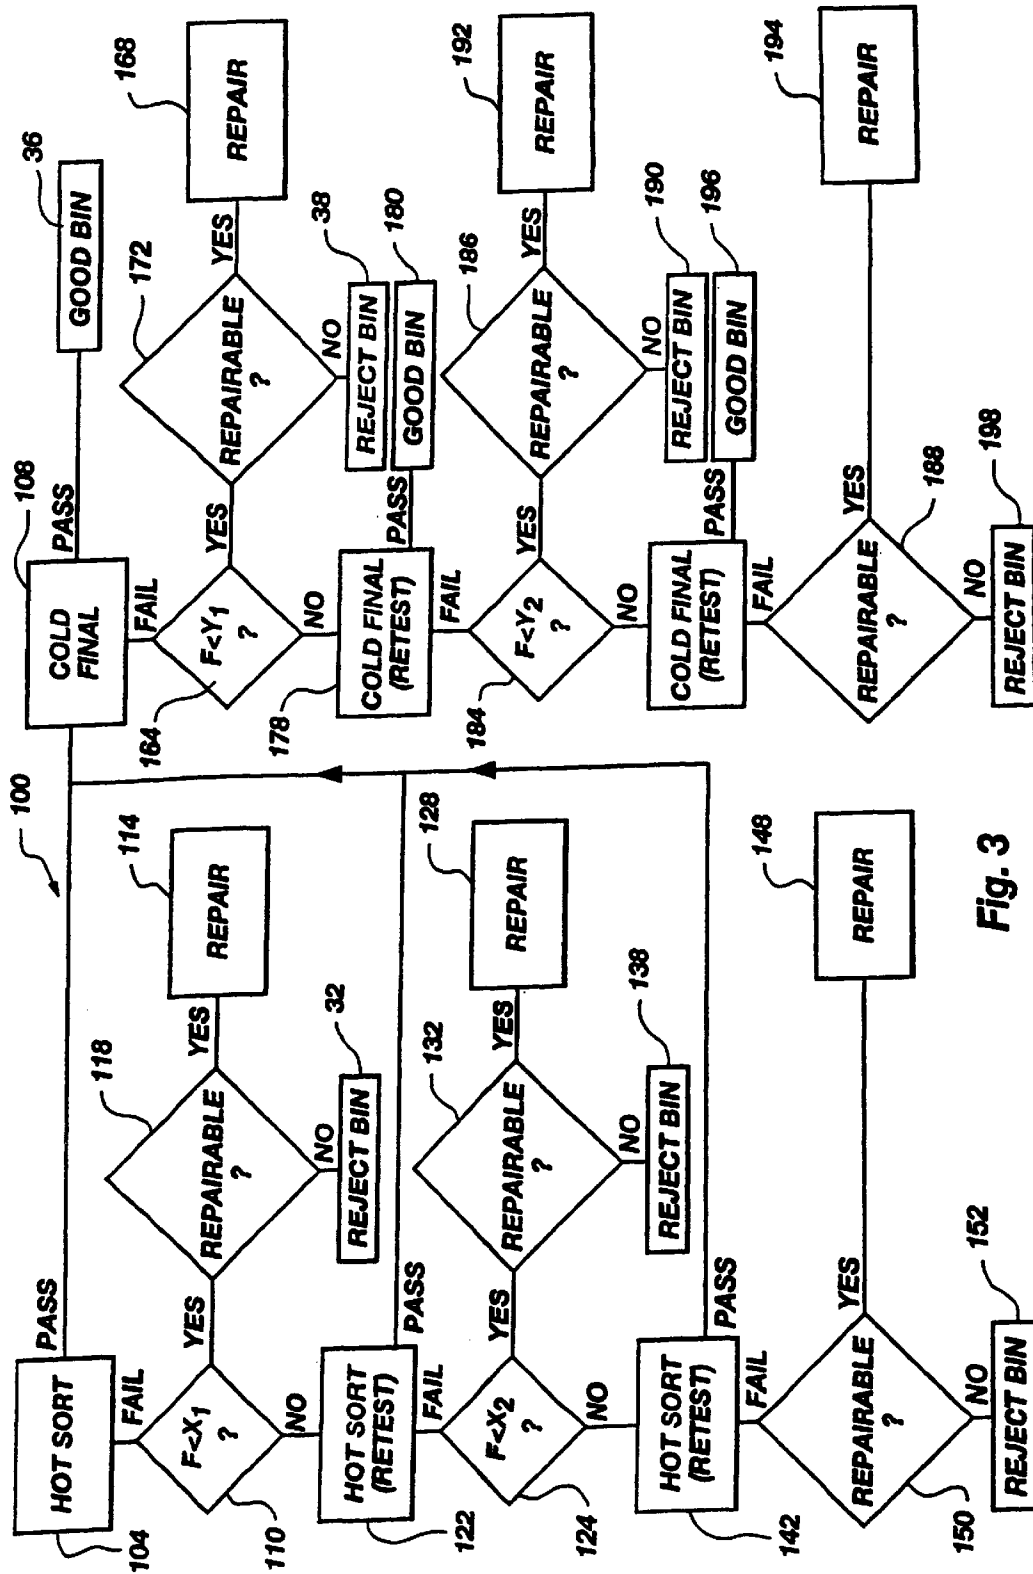 100
HOT SORT
104
PASS
FAIL
F<X1
?
110
YES
NO
REPAIRABLE
?
118
YES
REPAIR
114
NO
REJECT BIN
32
HOT SORT
(RETEST)
122
PASS
FAIL
F<X2
?
124
YES
NO
REPAIRABLE
?
132
YES
REPAIR
128
NO
REJECT BIN
138
HOT SORT
(RETEST)
142
PASS
FAIL
REPAIRABLE
?
150
YES
REPAIR
148
NO
REJECT BIN
152
COLD
FINAL
108
PASS
GOOD BIN
36
FAIL
F<Y1
?
164
YES
NO
REPAIRABLE
?
172
YES
REPAIR
168
NO
REJECT BIN
38
COLD FINAL
(RETEST)
178
PASS
GOOD BIN
180
FAIL
F<Y2
?
184
YES
NO
REPAIRABLE
?
186
YES
REPAIR
192
NO
REJECT BIN
190
COLD FINAL
(RETEST)
PASS
GOOD BIN
196
FAIL
REPAIRABLE
?
188
YES
REPAIR
194
NO
REJECT BIN
198
Fig. 3